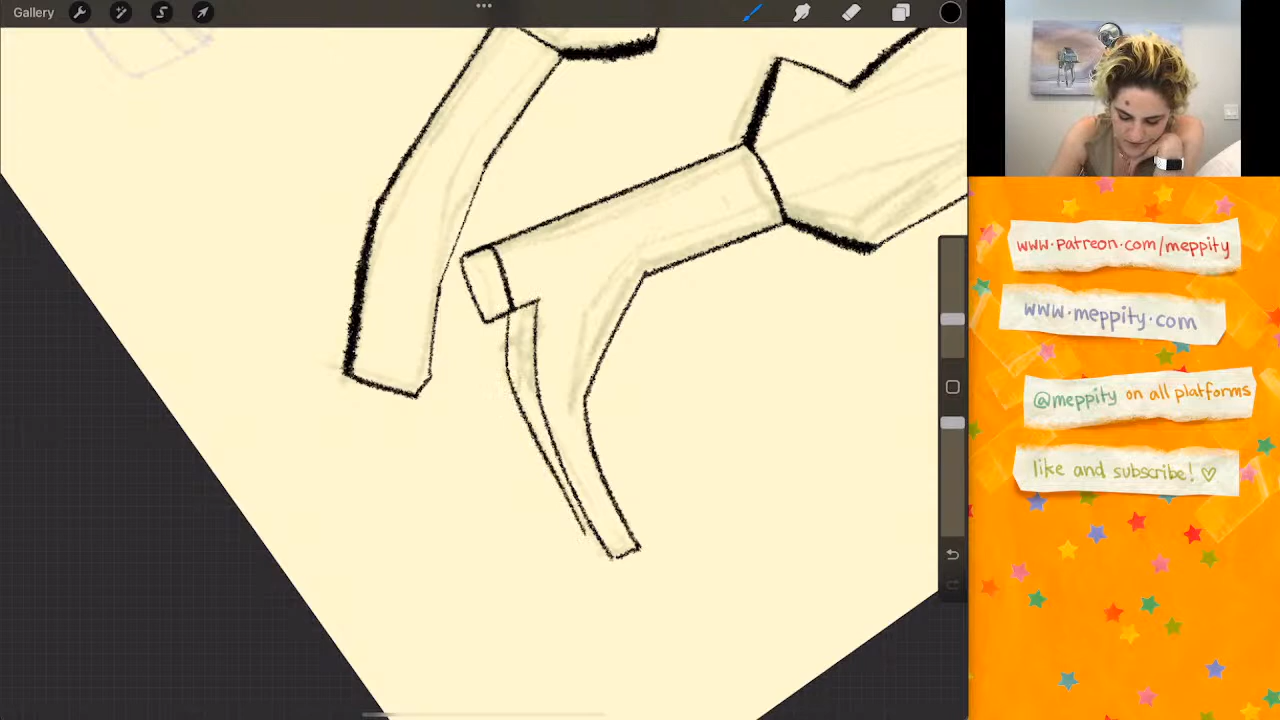 Gallery
www.patreon.com/meppity
www.meppity.com
@meppity on all platforms
like and subscribe! ♡